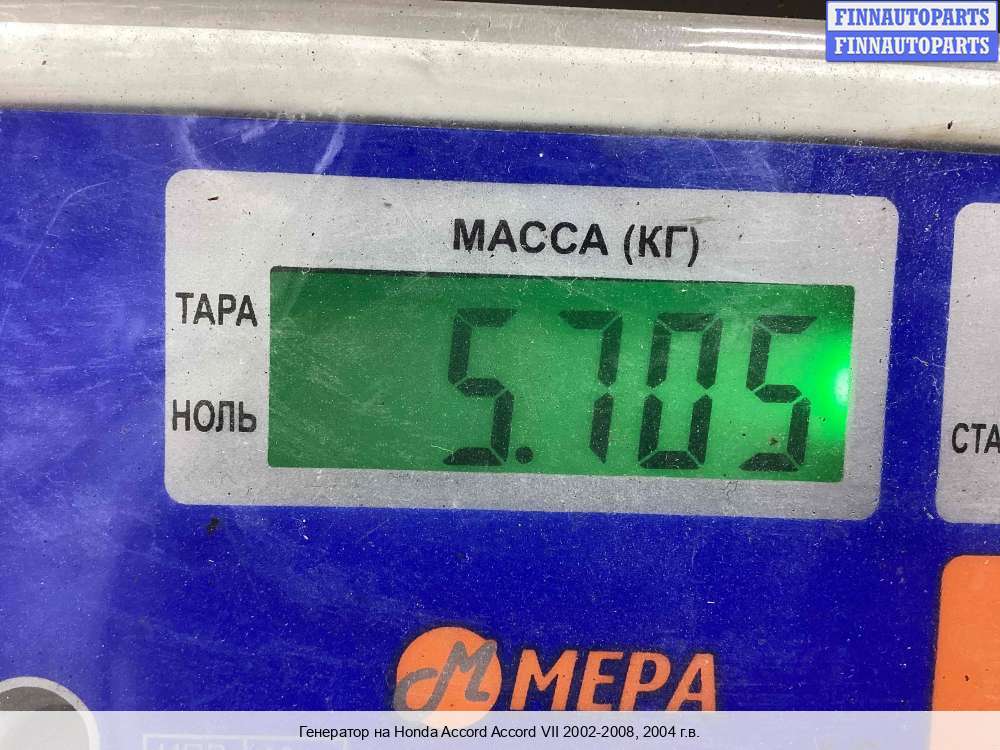 FINNAUTOPARTS
FINNAUTOPARTS
МАССА (КГ)
ТАРА
5.705
НОЛЬ
СТА
МЕРА
Генератор на Honda Accord Accord VII 2002-2008, 2004 г.в.